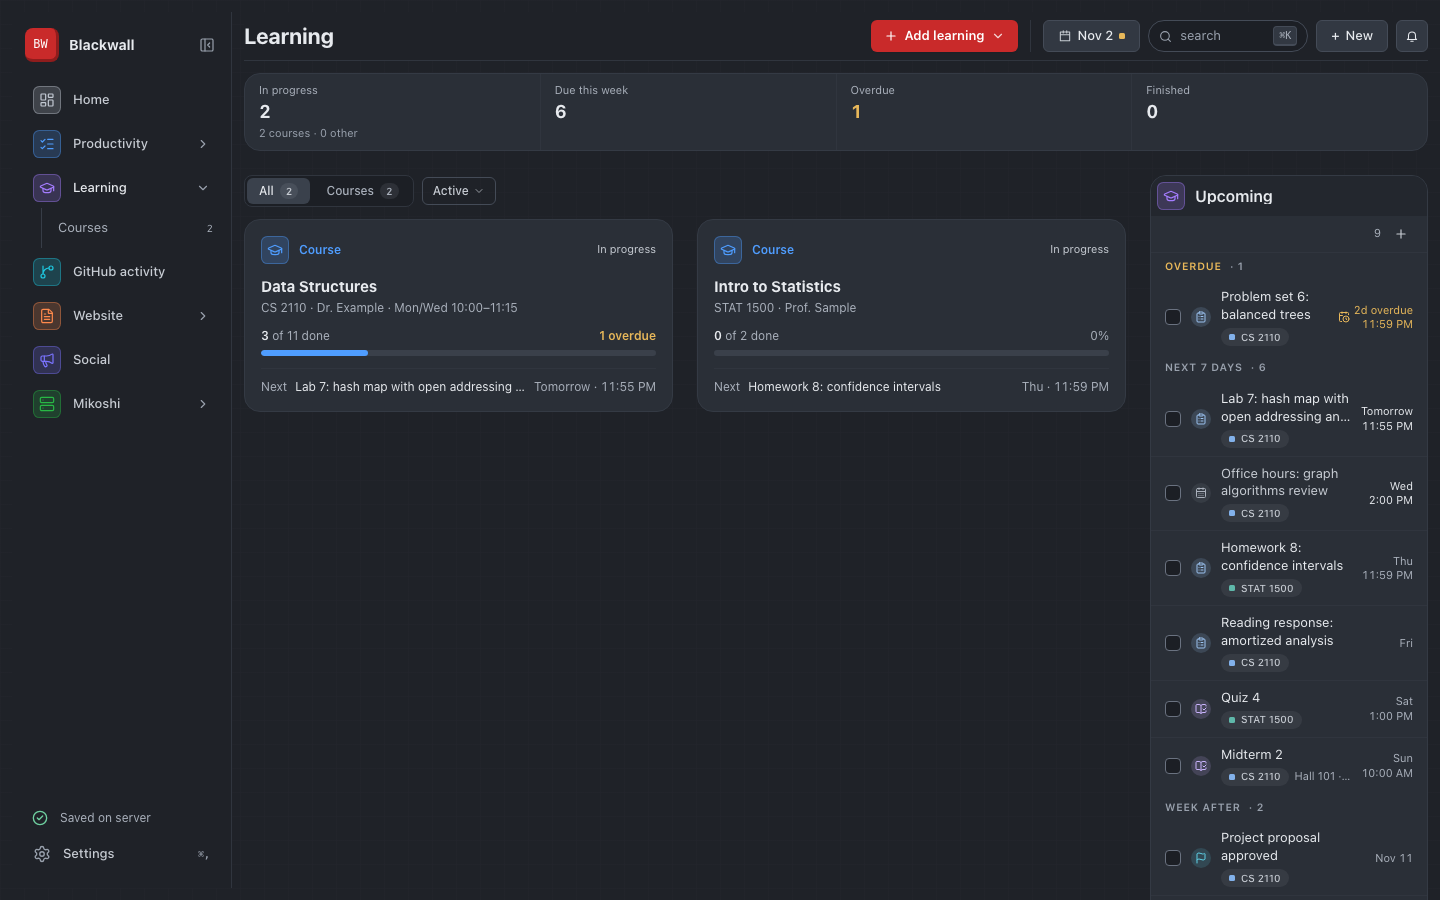 BW
Blackwall
Home
Productivity
Learning
Courses 2
GitHub activity
Website
Social
Mikoshi
Saved on server
Settings ⌘,
Learning
+ Add learning
Nov 2
search ⌘K
+ New
In progress
2
2 courses · 0 other
Due this week
6
Overdue
1
Finished
0
All 2
Courses 2
Active
Course In progress
Data Structures
CS 2110 · Dr. Example · Mon/Wed 10:00–11:15
3 of 11 done 1 overdue
Next Lab 7: hash map with open addressing ... Tomorrow · 11:55 PM
Course In progress
Intro to Statistics
STAT 1500 · Prof. Sample
0 of 2 done 0%
Next Homework 8: confidence intervals Thu · 11:59 PM
Upcoming
9 +
OVERDUE · 1
Problem set 6:
balanced trees
CS 2110
2d overdue
11:59 PM
NEXT 7 DAYS · 6
Lab 7: hash map with
open addressing an...
CS 2110
Tomorrow
11:55 PM
Office hours: graph
algorithms review
CS 2110
Wed
2:00 PM
Homework 8:
confidence intervals
STAT 1500
Thu
11:59 PM
Reading response:
amortized analysis
CS 2110
Fri
Quiz 4
STAT 1500
Sat
1:00 PM
Midterm 2
CS 2110 Hall 101 ·...
Sun
10:00 AM
WEEK AFTER · 2
Project proposal
approved
CS 2110
Nov 11